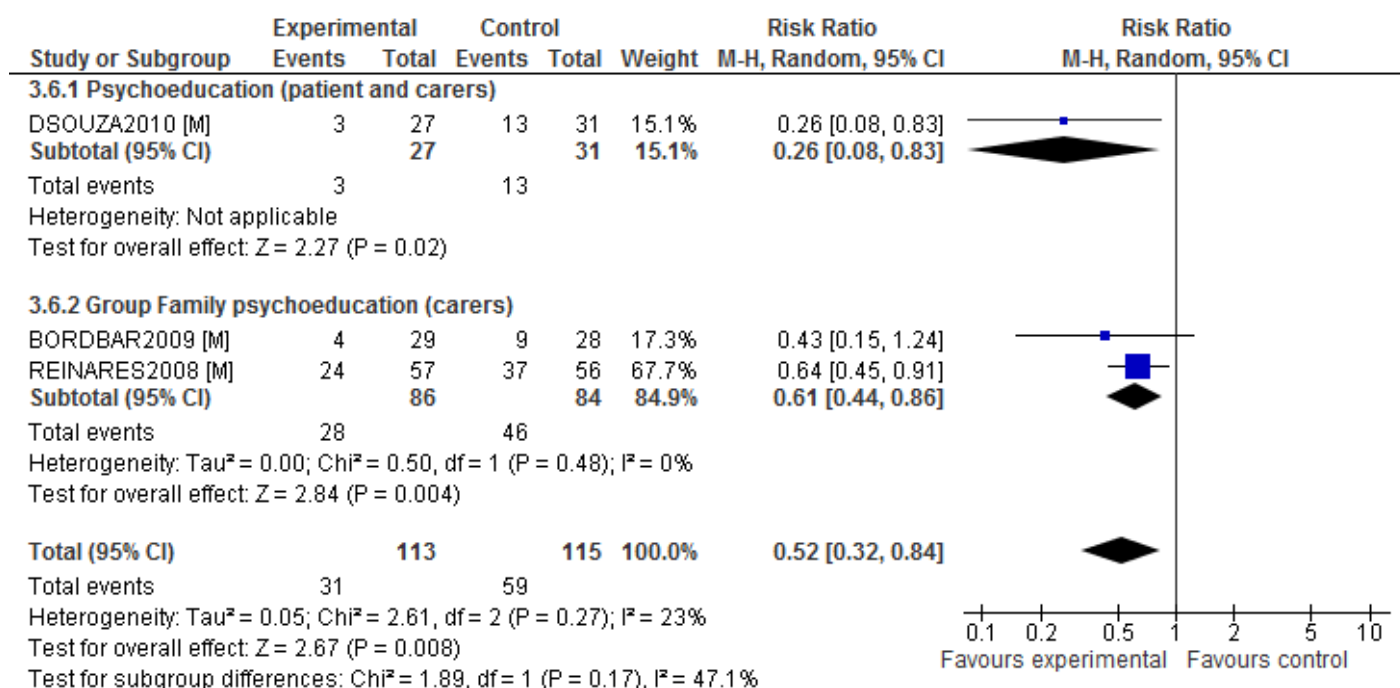 Experimental Control Risk Ratio Risk Ratio
Study or Subgroup Events Total Events Total Weight M-H, Random, 95% CI M-H, Random, 95% CI
3.6.1 Psychoeducation (patient and carers)
DSOUZA2010 [M] 3 27 13 31 15.1% 0.26 [0.08, 0.83]
Subtotal (95% CI) 27 31 15.1% 0.26 [0.08, 0.83]
Total events 3 13
Heterogeneity: Not applicable
Test for overall effect: Z = 2.27 (P = 0.02)
3.6.2 Group Family psychoeducation (carers)
BORDBAR2009 [M] 4 29 9 28 17.3% 0.43 [0.15, 1.24]
REINARES2008 [M] 24 57 37 56 67.7% 0.64 [0.45, 0.91]
Subtotal (95% CI) 86 84 84.9% 0.61 [0.44, 0.86]
Total events 28 46
Heterogeneity: Tau² = 0.00; Chi² = 0.50, df = 1 (P = 0.48); I² = 0%
Test for overall effect: Z = 2.84 (P = 0.004)
Total (95% CI) 113 115 100.0% 0.52 [0.32, 0.84]
Total events 31 59
Heterogeneity: Tau² = 0.05; Chi² = 2.61, df = 2 (P = 0.27); I² = 23%
Test for overall effect: Z = 2.67 (P = 0.008)
Test for subgroup differences: Chi² = 1.89, df = 1 (P = 0.17), I² = 47.1%
0.1 0.2 0.5 1 2 5 10
Favours experimental Favours control